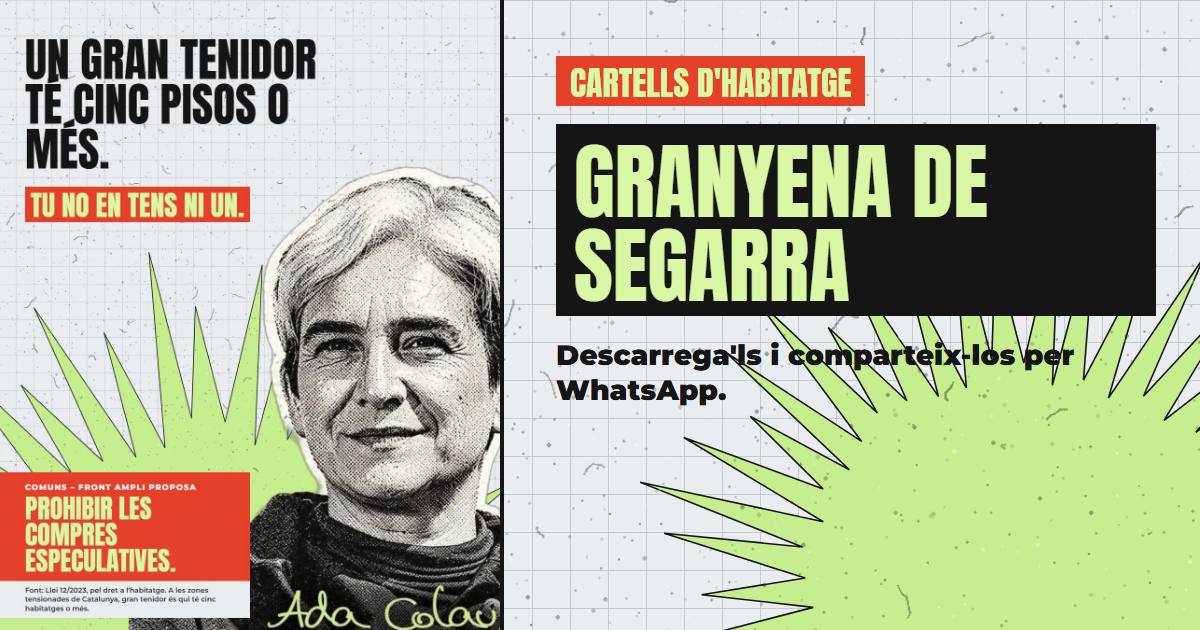 UN GRAN TENIDOR
TÉ CINC PISOS O
MÉS.
TU NO EN TENS NI UN.
COMUNS – FRONT AMPLI PROPOSA
PROHIBIR LES
COMPRES
ESPECULATIVES.
Font: Llei 12/2023, pel dret a l'habitatge. A les zones
tensionades de Catalunya, gran tenidor és qui té cinc
habitatges o més.
Ada Colau
CARTELLS D'HABITATGE
GRANYENA DE
SEGARRA
Descarrega'ls i comparteix-los per
WhatsApp.